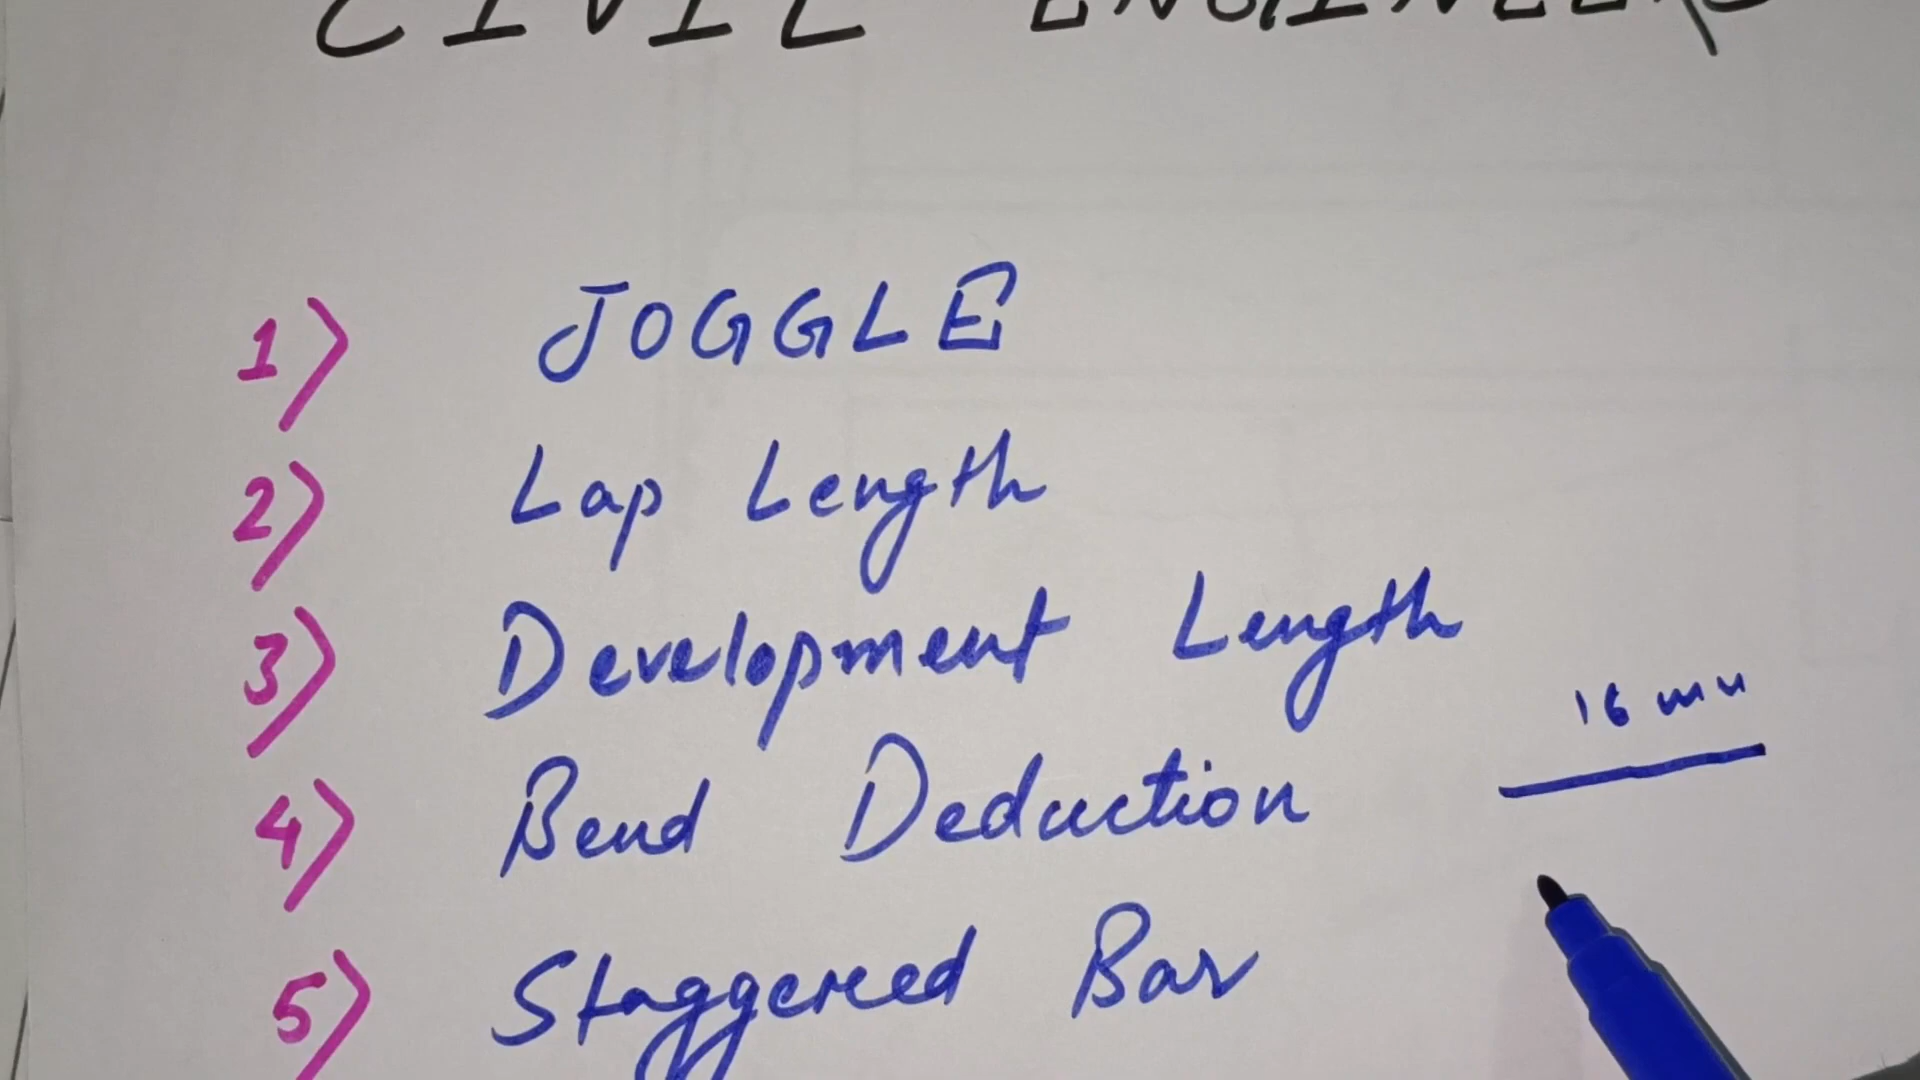 CIVIL ENGINEERS
1) JOGGLE
2) Lap Length
3) Development Length
16 mm
4) Bend Deduction
5) Staggered Bar